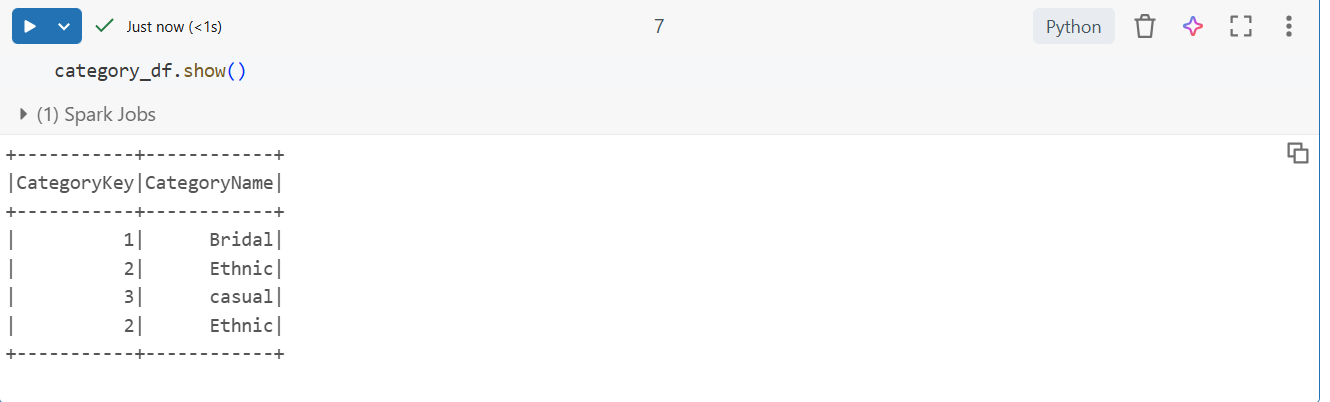 Just now (<1s)
7
Python
category_df.show()
(1) Spark Jobs
+-----------+------------+
|CategoryKey|CategoryName|
+-----------+------------+
|          1|      Bridal|
|          2|      Ethnic|
|          3|      casual|
|          2|      Ethnic|
+-----------+------------+